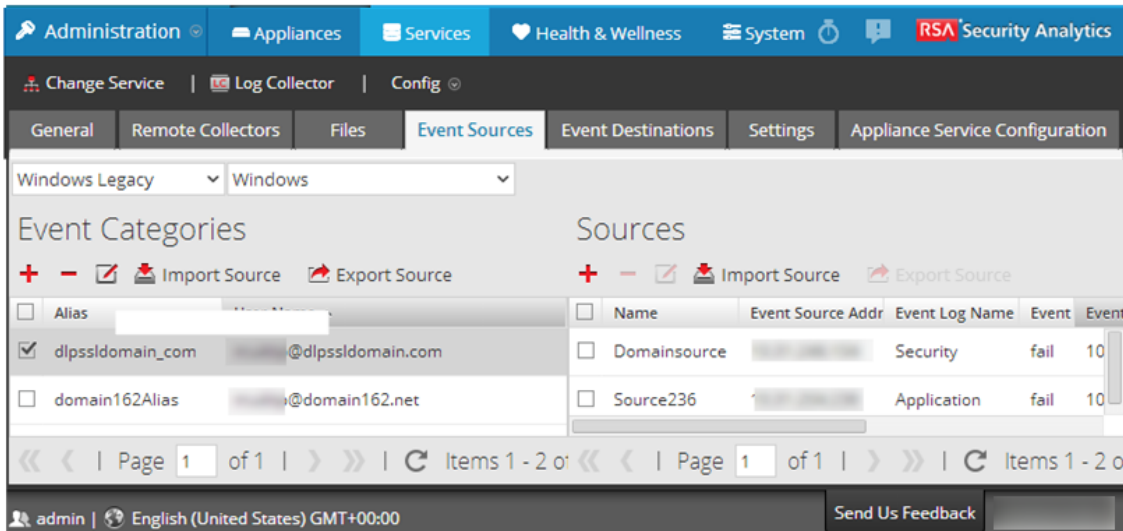 Administration Appliances Services Health & Wellness System RSA Security Analytics
Change Service | LC Log Collector | Config
General Remote Collectors Files Event Sources Event Destinations Settings Appliance Service Configuration
Windows Legacy Windows
Event Categories Sources
Import Source Export Source Import Source Export Source
Alias Name Event Source Addr Event Log Name Event Event
dlpssldomain_com @dlpssldomain.com Domainsource Security fail 10
domain162Alias @domain162.net Source236 Application fail 10
| Page 1 of 1 | | Items 1 - 2 of | Page 1 of 1 | | Items 1 - 2 o
admin | English (United States) GMT+00:00 Send Us Feedback